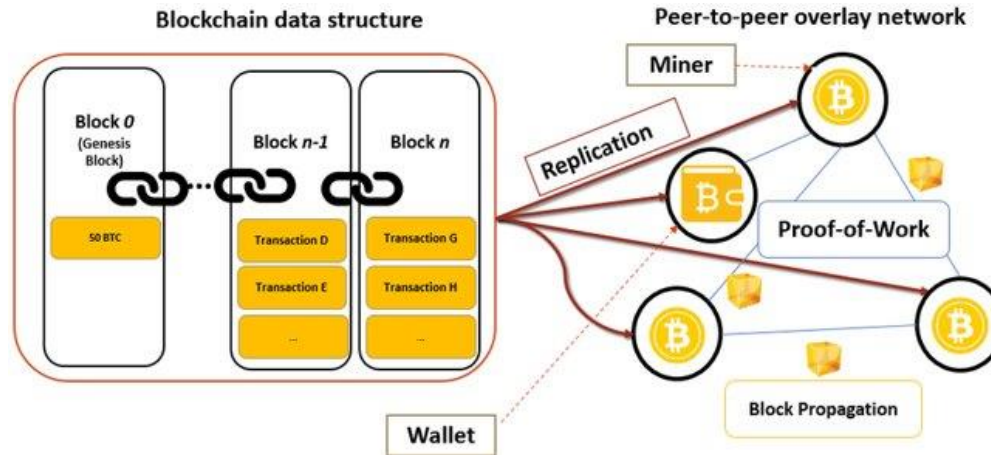 Blockchain data structure
Peer-to-peer overlay network
Block 0
(Genesis
Block)
50 BTC
...
Block n-1
Transaction D
Transaction E
...
Block n
Transaction G
Transaction H
...
Replication
Miner
Proof-of-Work
Wallet
Block Propagation